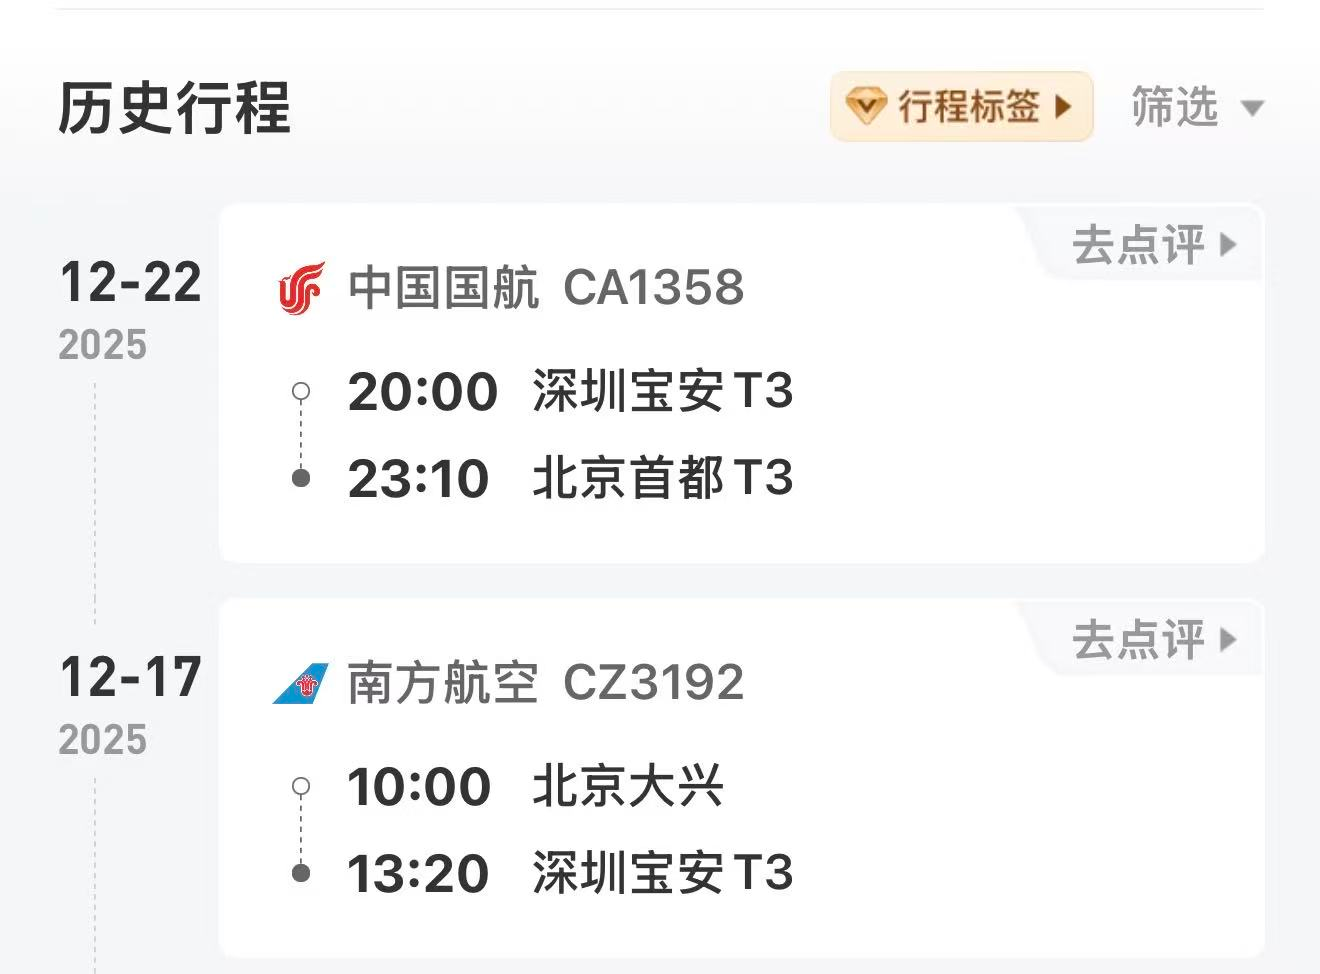 历史行程
行程标签
筛选
12-22
2025
去点评
中国国航 CA1358
20:00 深圳宝安T3
23:10 北京首都T3
12-17
2025
去点评
南方航空 CZ3192
10:00 北京大兴
13:20 深圳宝安T3